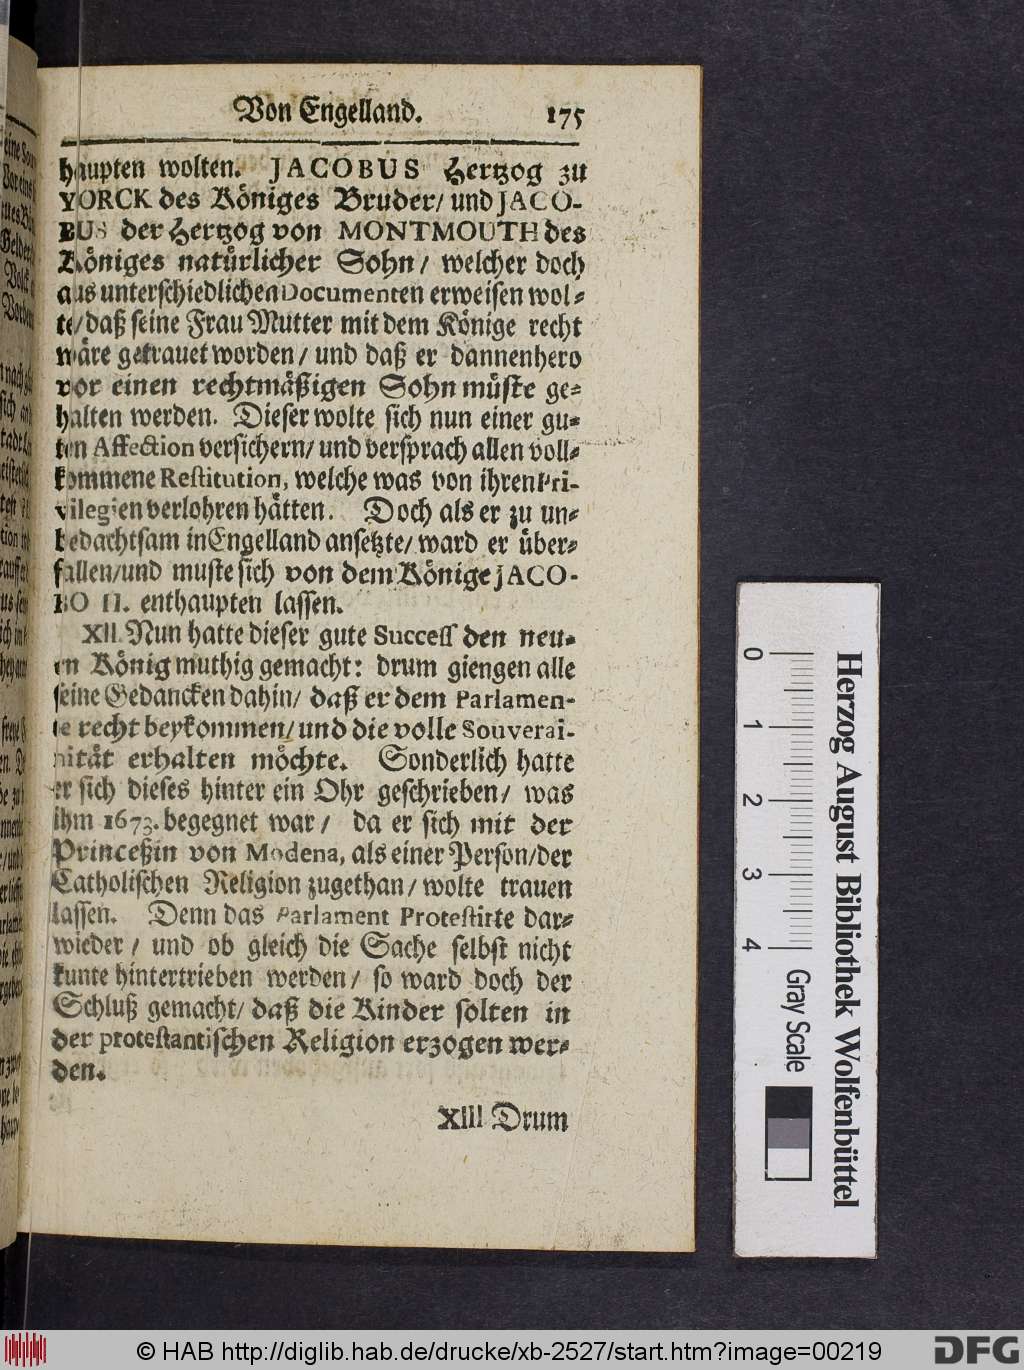 Von Engelland. 175
haupten wolten. JACOBUS Hertzog zu
YORCK des Königes Bruder/ und JACO-
BUS der Hertzog von MONTMOUTH des
Königes natürlicher Sohn/ welcher doch
aus unterschiedlichen Documenten erweisen wol-
te/ daß seine Frau Mutter mit dem Könige recht
wäre getrauet worden/ und daß er dannenhero
vor einen rechtmäßigen Sohn müste ge-
halten werden. Dieser wolte sich nun einer gu-
ten Affection versichern/ und versprach allen voll-
kommene Restitution, welche was von ihren Pri-
vilegien verlohren hätten. Doch als er zu un-
bedachtsam in Engelland ansetzte/ ward er über-
fallen/ und muste sich von dem Könige JACO-
BO II. enthaupten lassen.
XII. Nun hatte dieser gute Success den neu-
en König muthig gemacht: drum giengen alle
seine Gedancken dahin/ daß er dem Parlamen-
te recht beykommen/ und die volle Souverai-
nität erhalten möchte. Sonderlich hatte
er sich dieses hinter ein Ohr geschrieben/ was
ihm 1673. begegnet war/ da er sich mit der
Princeßin von Modena, als einer Person/ der
Catholischen Religion zugethan/ wolte trauen
lassen. Denn das Parlament Protestirte dar-
wieder/ und ob gleich die Sache selbst nicht
kunte hintertrieben werden/ so ward doch der
Schluß gemacht/ daß die Kinder solten in
der protestantischen Religion erzogen wer-
den.
XIII Drum
0 1 2 3 4 Gray Scale
Herzog August Bibliothek Wolfenbüttel
© HAB http://diglib.hab.de/drucke/xb-2527/start.htm?image=00219
DFG